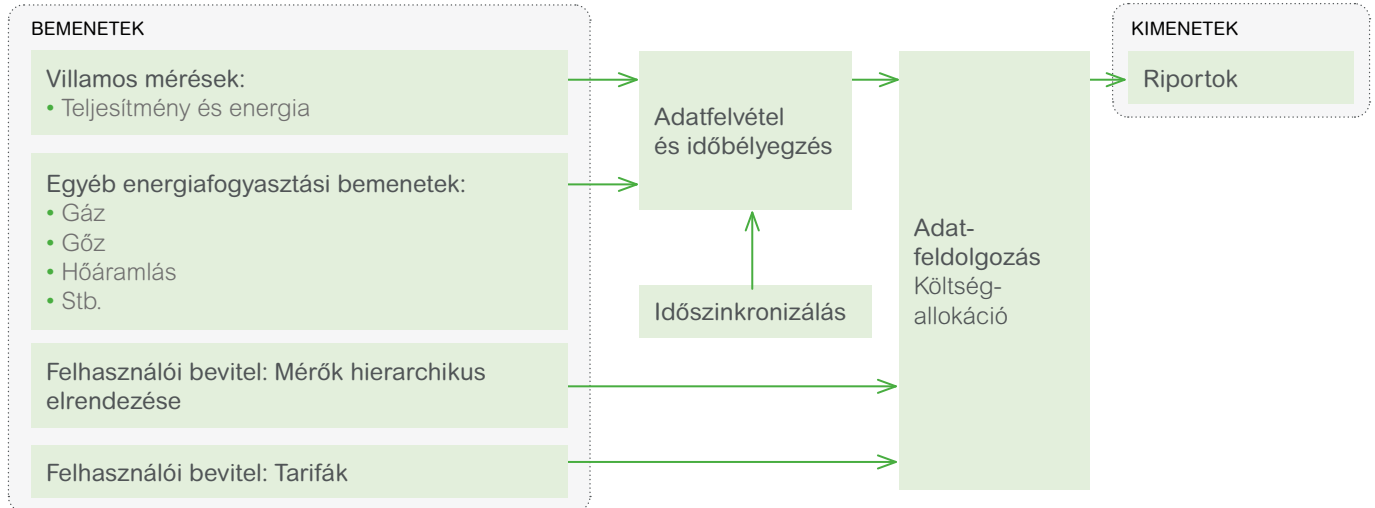 BEMENETEK
Villamos mérések:
• Teljesítmény és energia
Egyéb energiafogyasztási bemenetek:
• Gáz
• Gőz
• Hőáramlás
• Stb.
Felhasználói bevitel: Mérők hierarchikus
elrendezése
Felhasználói bevitel: Tarifák
Adatfelvétel
és időbélyegzés
Időszinkronizálás
Adat-
feldolgozás
Költség-
allokáció
KIMENETEK
Riportok